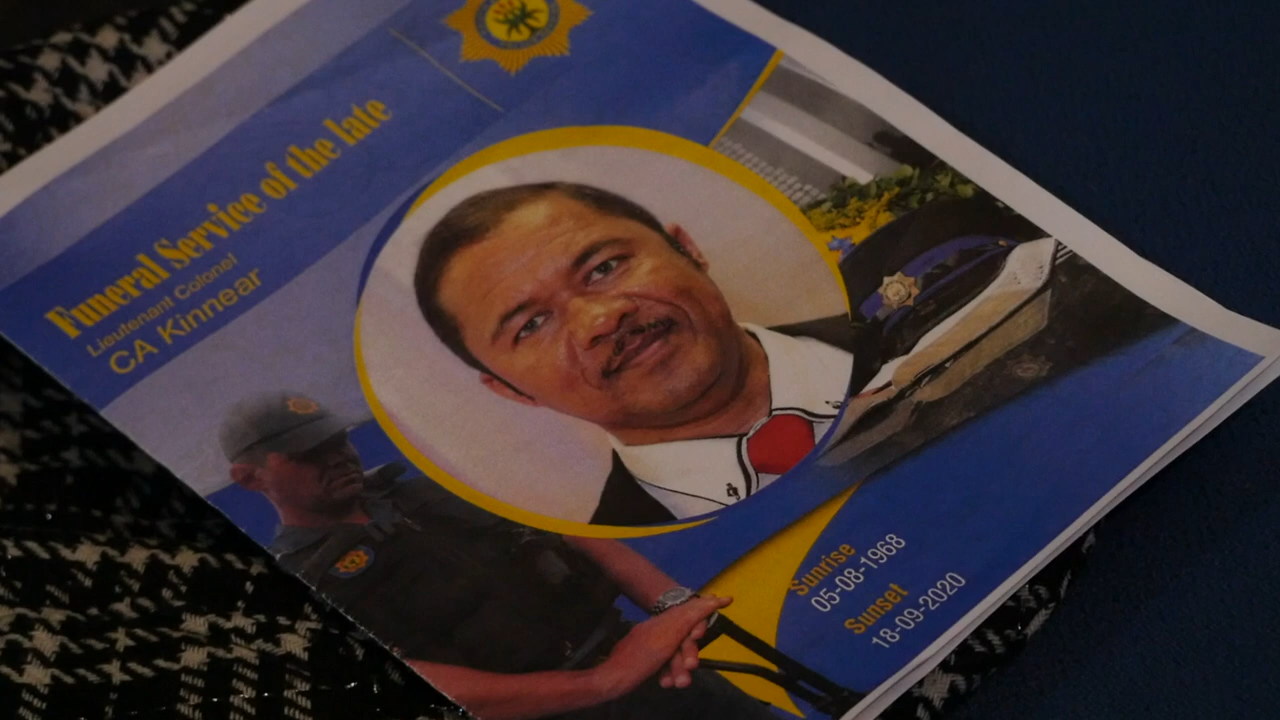 Funeral Service of the late
Lieutenant Colonel
CA Kinnear
Sunrise
05-08-1968
Sunset
18-09-2020